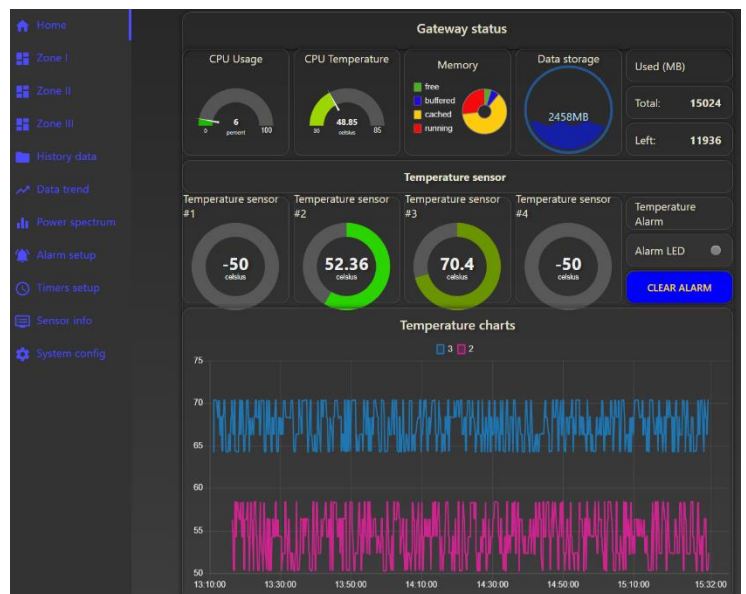 Home
Zone I
Zone II
Zone III
History data
Data trend
Power spectrum
Alarm setup
Timers setup
Sensor info
System config
Gateway status
CPU Usage
6
percent
0
100
CPU Temperature
48.85
celsius
30
85
Memory
free
buffered
cached
running
Data storage
2458MB
Used (MB)
Total: 15024
Left: 11936
Temperature sensor
Temperature sensor
#1
-50
celsius
Temperature sensor
#2
52.36
celsius
Temperature sensor
#3
70.4
celsius
Temperature sensor
#4
-50
celsius
Temperature
Alarm
Alarm LED
CLEAR ALARM
Temperature charts
3 2
75
70
65
60
55
50
13:10:00 13:30:00 13:50:00 14:10:00 14:30:00 14:50:00 15:10:00 15:32:00